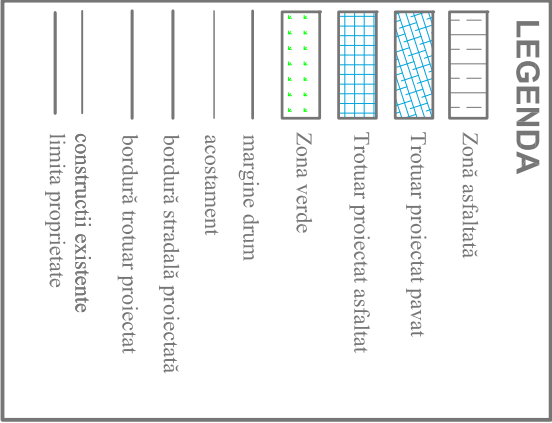 LEGENDA
Zonă asfaltată
Trotuar proiectat pavat
Trotuar proiectat asfaltat
Zona verde
margine drum
acostament
bordură stradală proiectată
bordură trotuar proiectat
constructii existente
limita proprietate